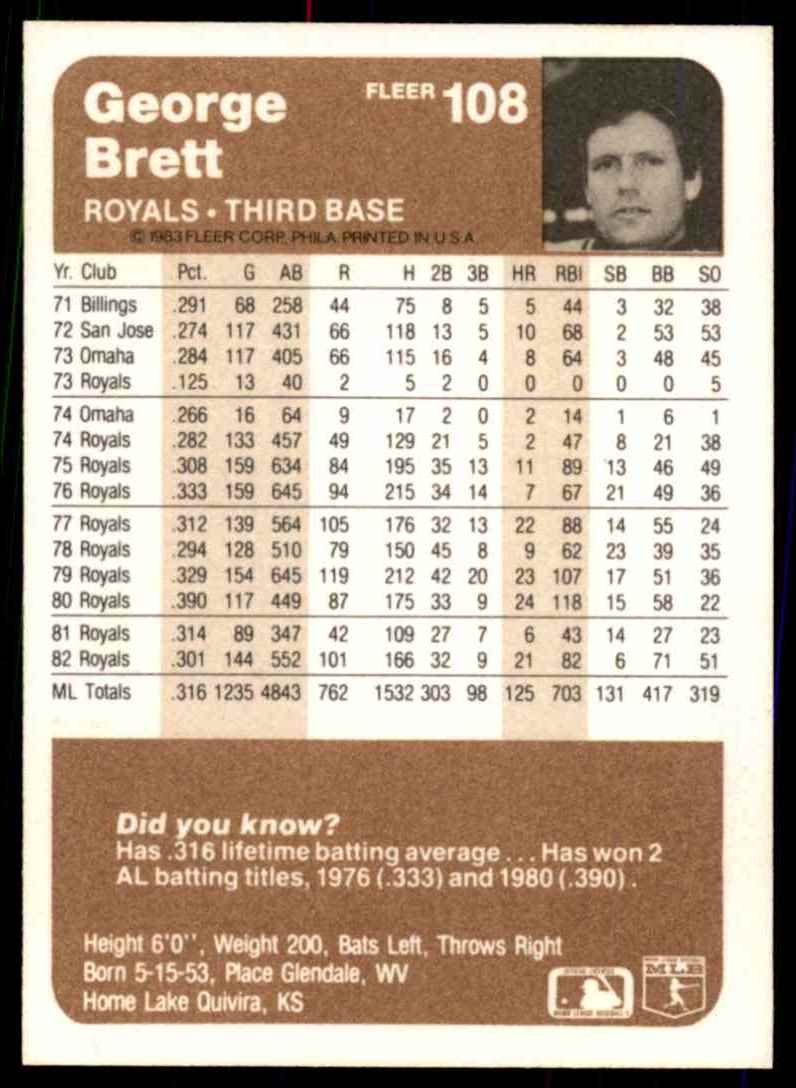 George
Brett
FLEER 108
ROYALS • THIRD BASE
© 1983 FLEER CORP. PHILA. PRINTED IN U S A
Yr. Club Pct. G AB R H 2B 3B HR RBI SB BB SO
71 Billings .291 68 258 44 75 8 5 5 44 3 32 38
72 San Jose .274 117 431 66 118 13 5 10 68 2 53 53
73 Omaha .284 117 405 66 115 16 4 8 64 3 48 45
73 Royals .125 13 40 2 5 2 0 0 0 0 0 5
74 Omaha .266 16 64 9 17 2 0 2 14 1 6 1
74 Royals .282 133 457 49 129 21 5 2 47 8 21 38
75 Royals .308 159 634 84 195 35 13 11 89 13 46 49
76 Royals .333 159 645 94 215 34 14 7 67 21 49 36
77 Royals .312 139 564 105 176 32 13 22 88 14 55 24
78 Royals .294 128 510 79 150 45 8 9 62 23 39 35
79 Royals .329 154 645 119 212 42 20 23 107 17 51 36
80 Royals .390 117 449 87 175 33 9 24 118 15 58 22
81 Royals .314 89 347 42 109 27 7 6 43 14 27 23
82 Royals .301 144 552 101 166 32 9 21 82 6 71 51
ML Totals .316 1235 4843 762 1532 303 98 125 703 131 417 319
Did you know?
Has .316 lifetime batting average . . . Has won 2
AL batting titles, 1976 (.333) and 1980 (.390) .
Height 6'0'', Weight 200, Bats Left, Throws Right
Born 5-15-53, Place Glendale, WV
Home Lake Quivira, KS
MLB